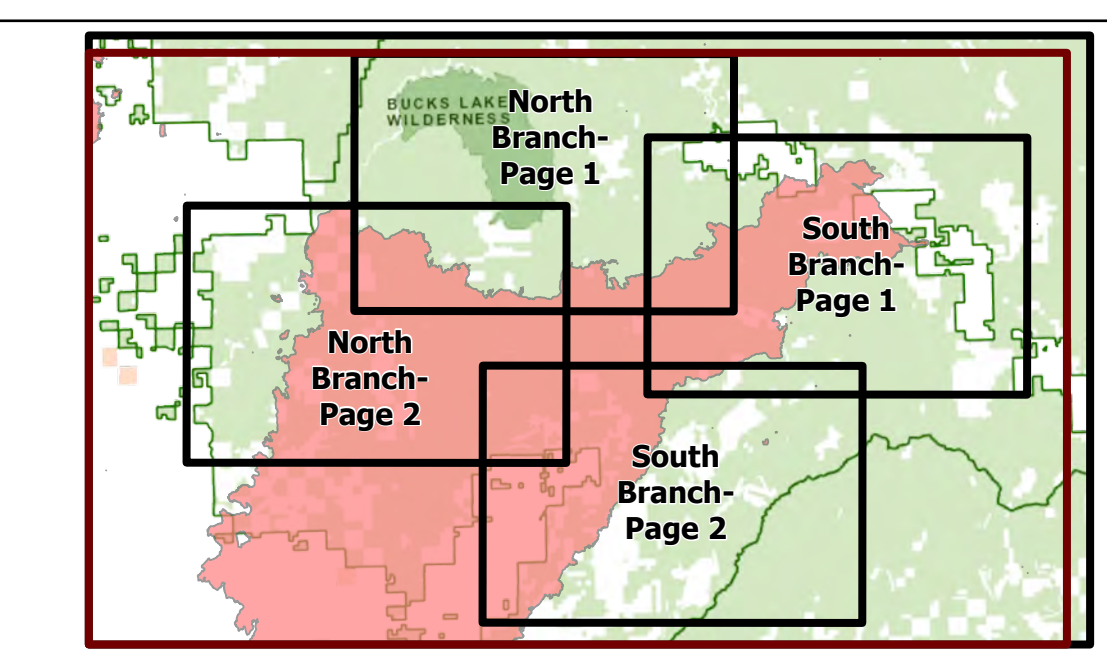 BUCKS LAKE
WILDERNESS
North
Branch-
Page 1
South
Branch-
Page 1
North
Branch-
Page 2
South
Branch-
Page 2